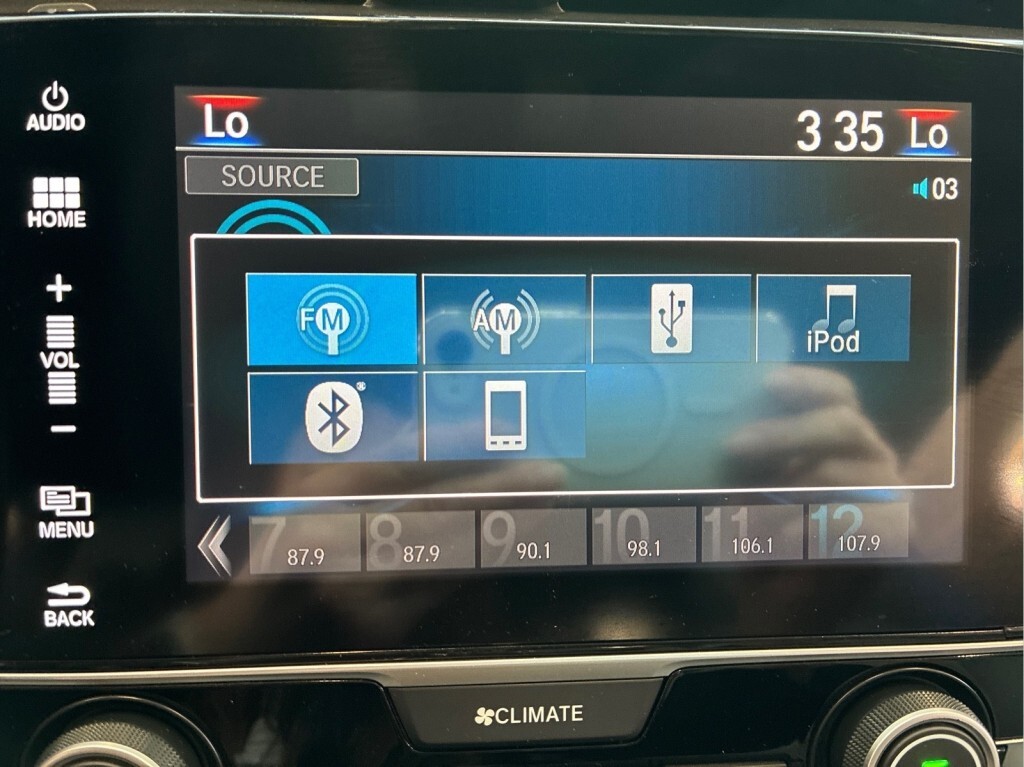 AUDIO
Lo
3 35
Lo
SOURCE
03
HOME
+
VOL
−
FM
AM
iPod
®
MENU
7
87.9
8
87.9
9
90.1
10
98.1
11
106.1
12
107.9
BACK
CLIMATE